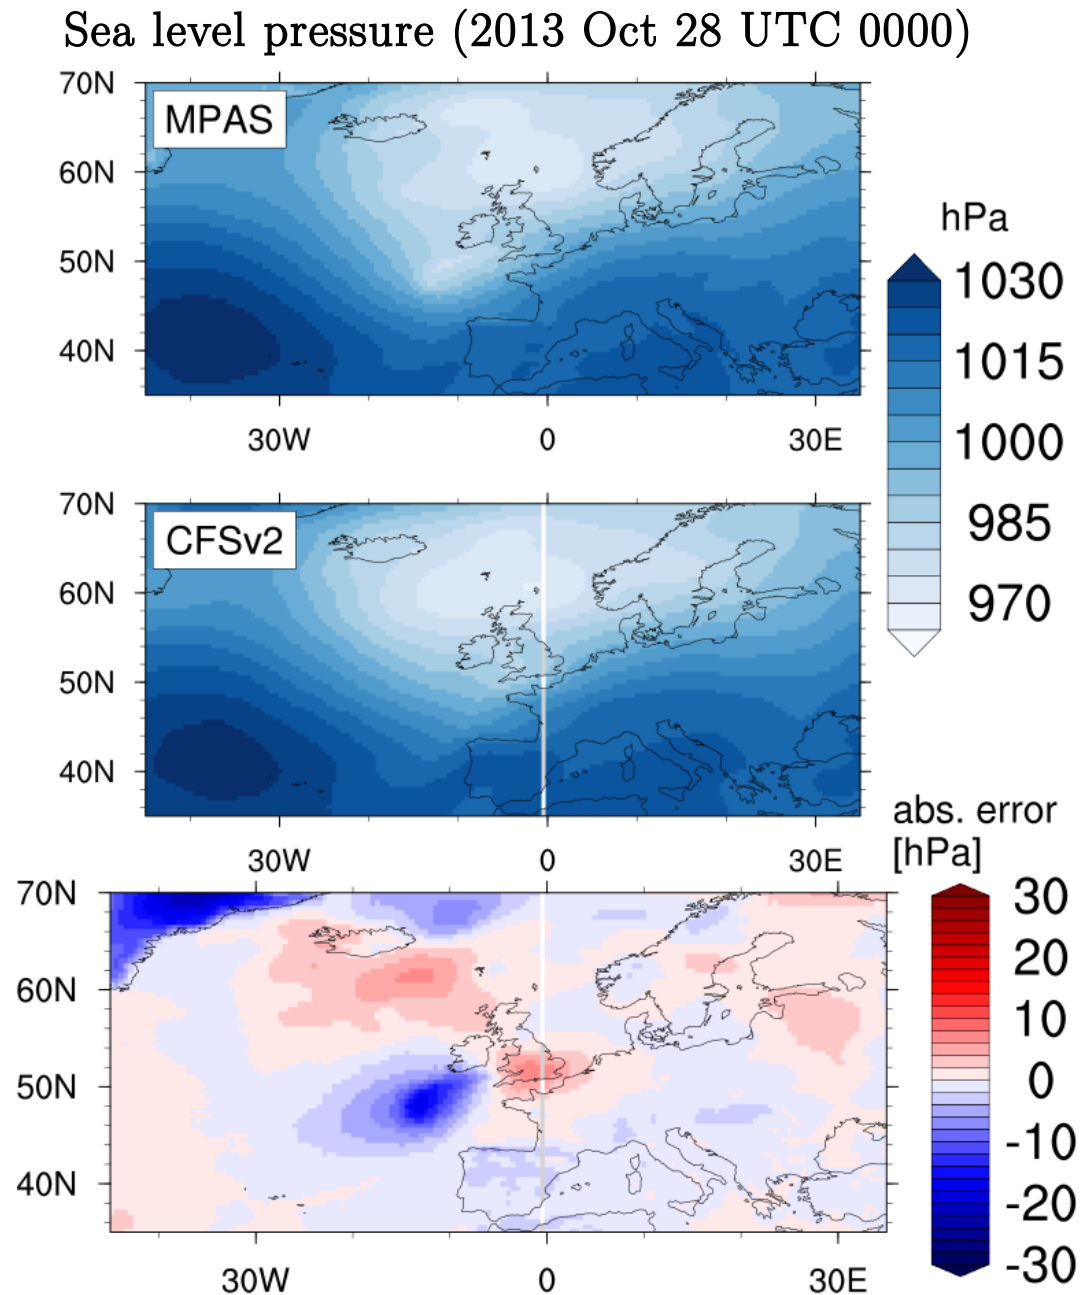 Sea level pressure (2013 Oct 28 UTC 0000)
70N
MPAS
60N
50N
40N
30W 0 30E
hPa
1030
1015
1000
985
970
70N
CFSv2
60N
50N
40N
30W 0 30E
abs. error
[hPa]
70N
60N
50N
40N
30W 0 30E
30
20
10
0
-10
-20
-30